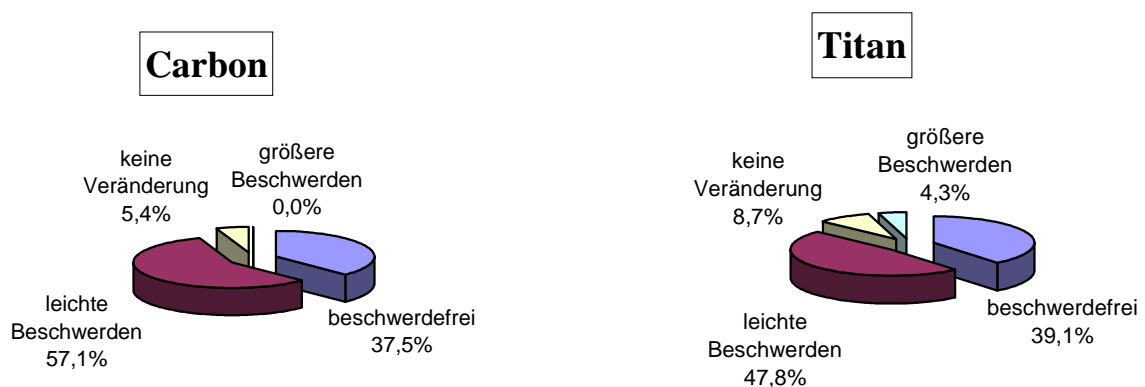 Carbon
keine
Veränderung
5,4%
größere
Beschwerden
0,0%
leichte
Beschwerden
57,1%
beschwerdefrei
37,5%
Titan
keine
Veränderung
8,7%
größere
Beschwerden
4,3%
leichte
Beschwerden
47,8%
beschwerdefrei
39,1%